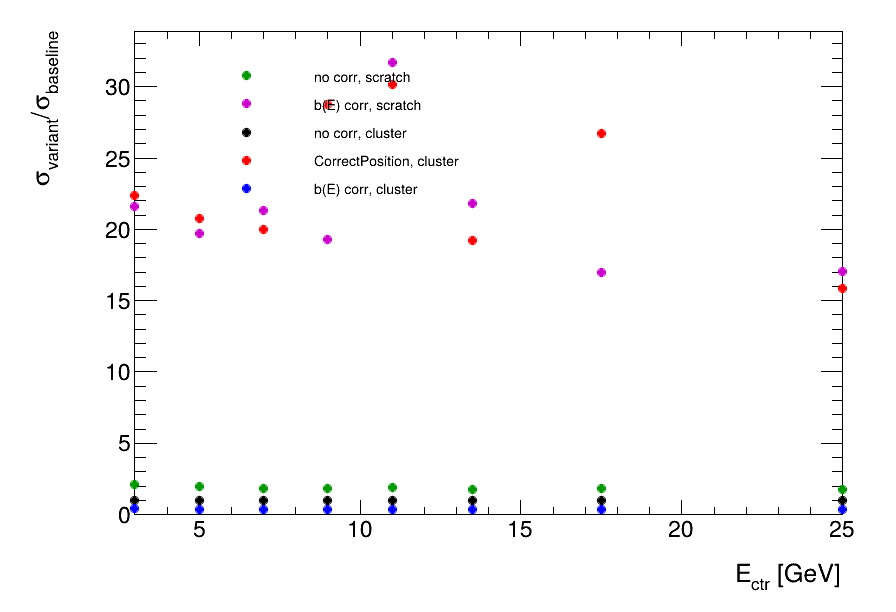 σvariant/σbaseline
30
25
20
15
10
5
0
no corr, scratch
b(E) corr, scratch
no corr, cluster
CorrectPosition, cluster
b(E) corr, cluster
5 10 15 20 25
Ectr [GeV]